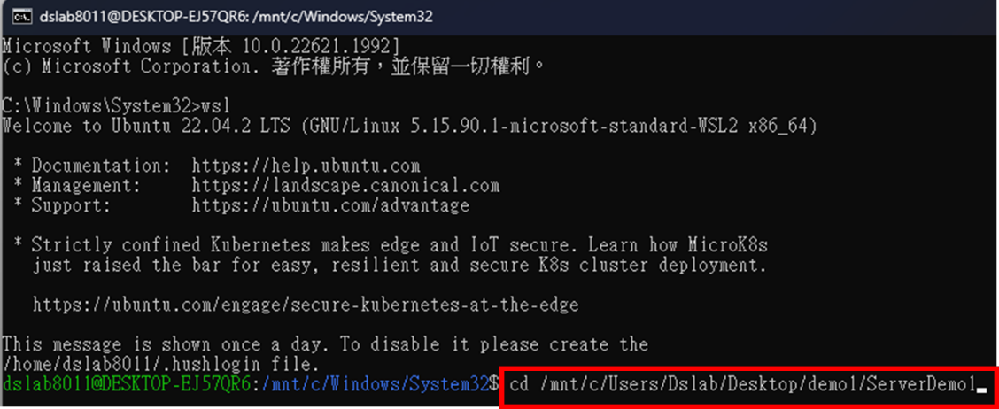 dslab8011@DESKTOP-EJ57QR6: /mnt/c/Windows/System32
Microsoft Windows [版本 10.0.22621.1992]
(c) Microsoft Corporation. 著作權所有，並保留一切權利。
C:\Windows\System32>wsl
Welcome to Ubuntu 22.04.2 LTS (GNU/Linux 5.15.90.1-microsoft-standard-WSL2 x86_64)
* Documentation:  https://help.ubuntu.com
* Management:     https://landscape.canonical.com
* Support:        https://ubuntu.com/advantage
* Strictly confined Kubernetes makes edge and IoT secure. Learn how MicroK8s
just raised the bar for easy, resilient and secure K8s cluster deployment.
https://ubuntu.com/engage/secure-kubernetes-at-the-edge
This message is shown once a day. To disable it please create the
/home/dslab8011/.hushlogin file.
dslab8011@DESKTOP-EJ57QR6:/mnt/c/Windows/System32$ cd /mnt/c/Users/Dslab/Desktop/demo1/ServerDemo1